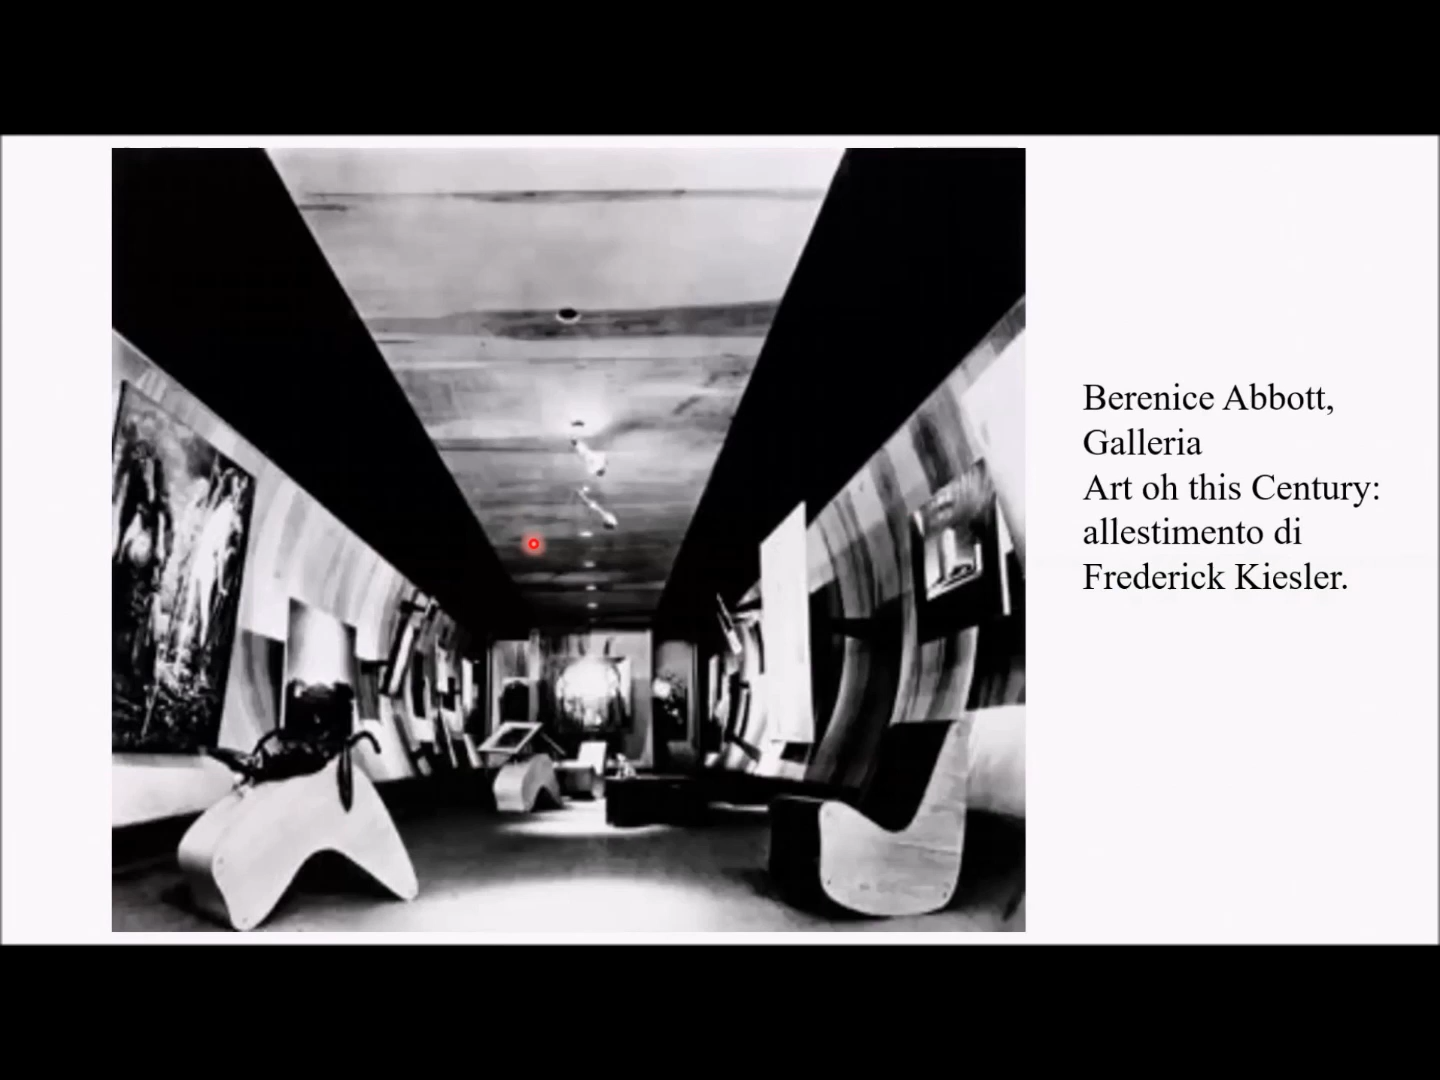 Berenice Abbott,
Galleria
Art oh this Century:
allestimento di
Frederick Kiesler.